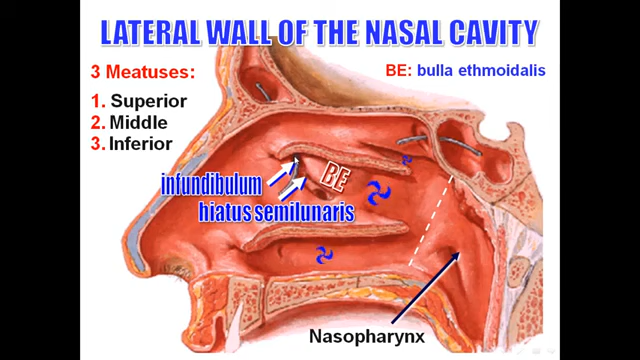 LATERAL WALL OF THE NASAL CAVITY
3 Meatuses:
BE: bulla ethmoidalis
1. Superior
2. Middle
3. Inferior
infundibulum
BE
hiatus semilunaris
Nasopharynx